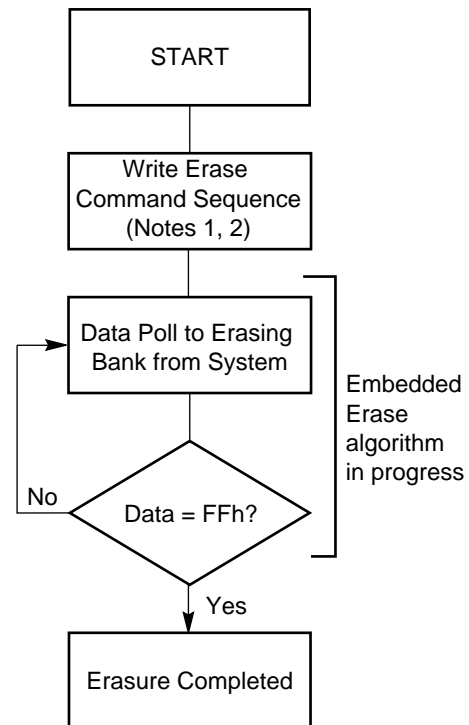 START
Write Erase
Command Sequence
(Notes 1, 2)
Data Poll to Erasing
Bank from System
Embedded
Erase
algorithm
in progress
No
Data = FFh?
Yes
Erasure Completed